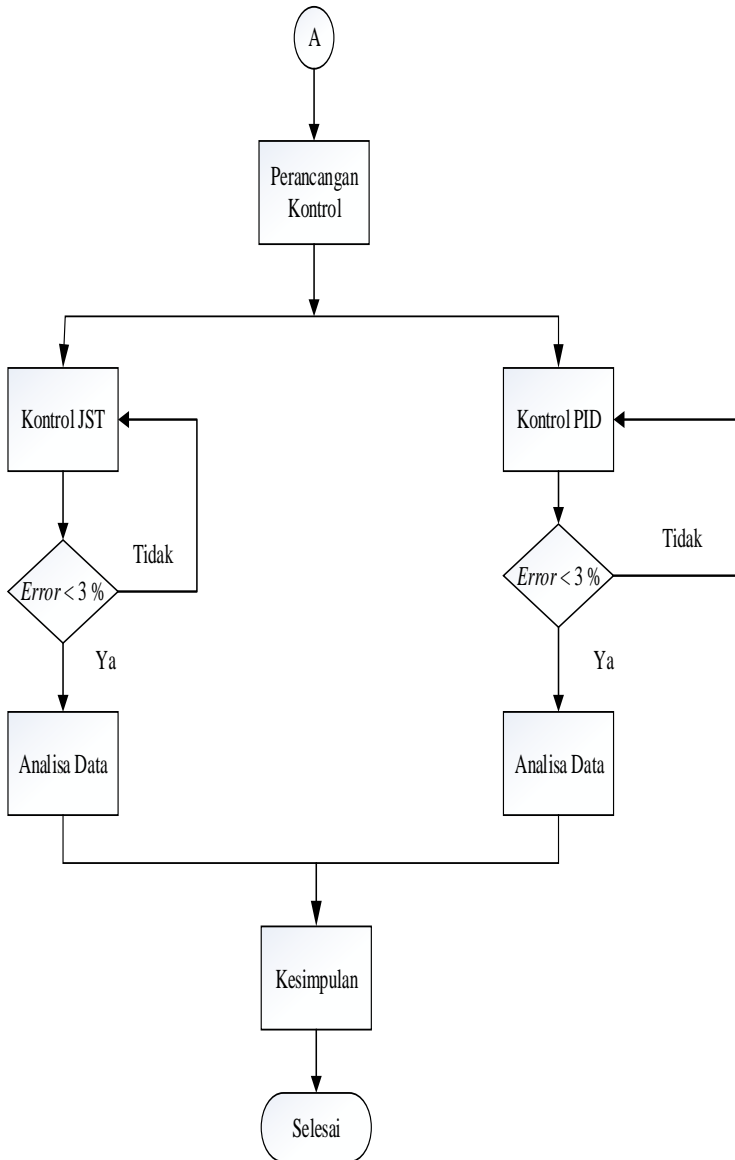 A
Perancangan
Kontrol
Kontrol JST
Kontrol PID
Tidak
Tidak
Error < 3 %
Error < 3 %
Ya
Ya
Analisa Data
Analisa Data
Kesimpulan
Selesai